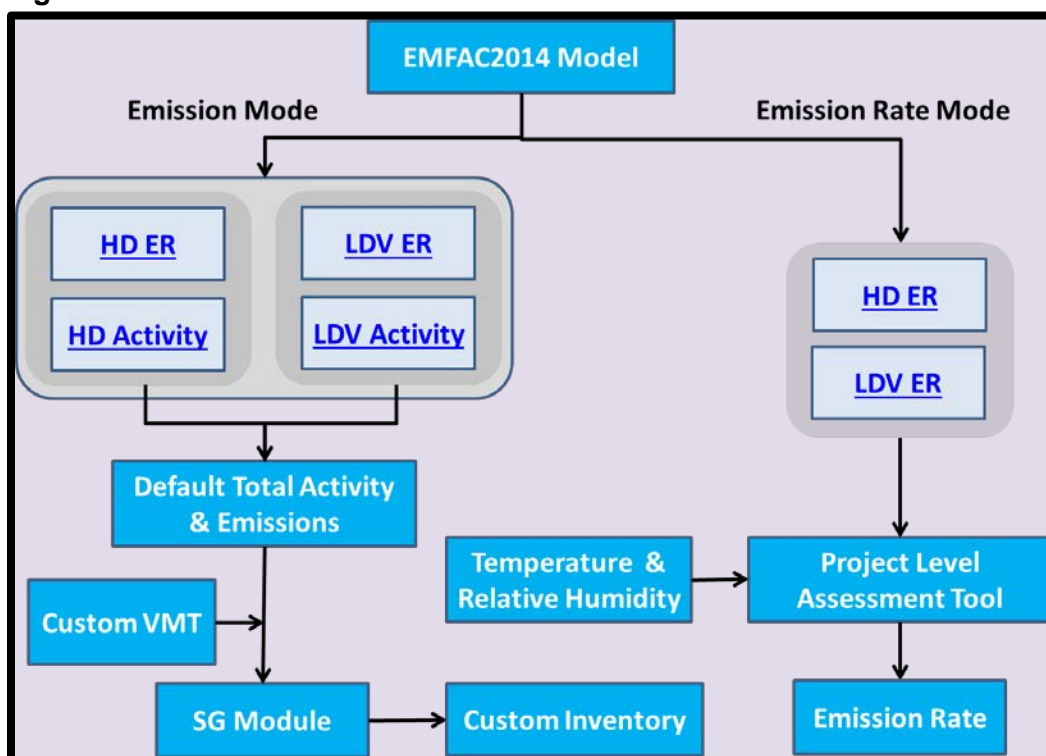 EMFAC2014 Model
Emission Mode
Emission Rate Mode
HD ER
LDV ER
HD Activity
LDV Activity
HD ER
LDV ER
Default Total Activity
& Emissions
Temperature &
Relative Humidity
Project Level
Assessment Tool
Custom VMT
SG Module
Custom Inventory
Emission Rate